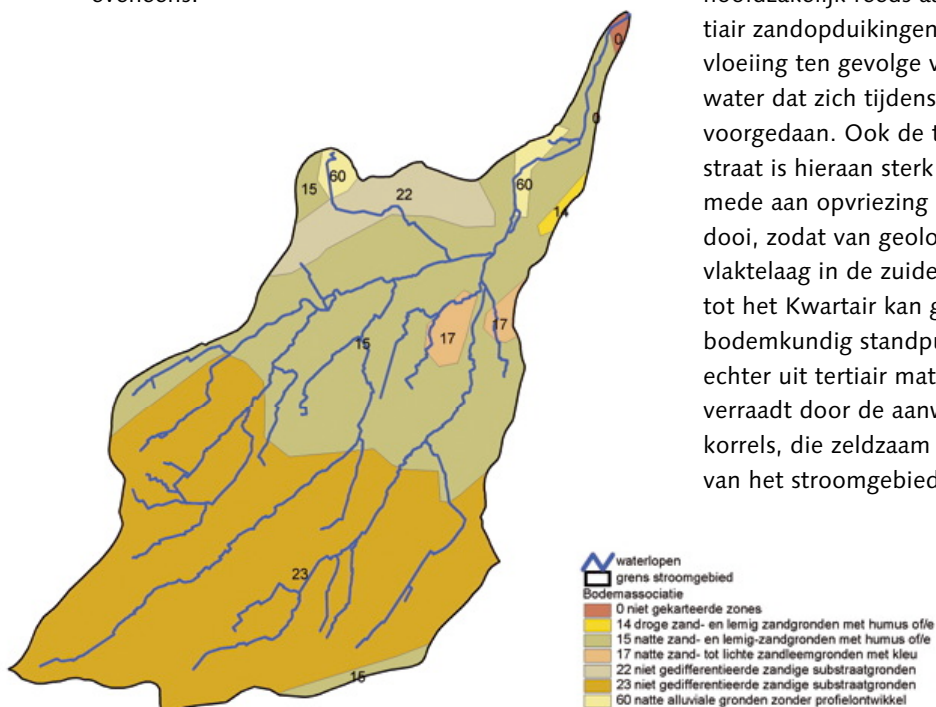 0
0
60
15
22
60
14
17
17
15
23
15
waterlopen
grens stroomgebied
Bodemassociatie
0 niet gekarteerde zones
14 droge zand- en lemig zandgronden met humus of/e
15 natte zand- en lemig-zandgronden met humus of/e
17 natte zand- tot lichte zandleemgronden met kleu
22 niet gedifferentieerde zandige substraatgronden
23 niet gedifferentieerde zandige substraatgronden
60 natte alluviale gronden zonder profielontwikkel
tiair zandopduikingen
vloeiing ten gevolge v
water dat zich tijdens
voorgedaan. Ook de t
straat is hieraan sterk
mede aan opvriezing
dooi, zodat van geolo
vlaktelaag in de zuide
tot het Kwartair kan g
bodemkundig standpu
echter uit tertiair mat
verraadt door de aanw
korrels, die zeldzaam
van het stroomgebied